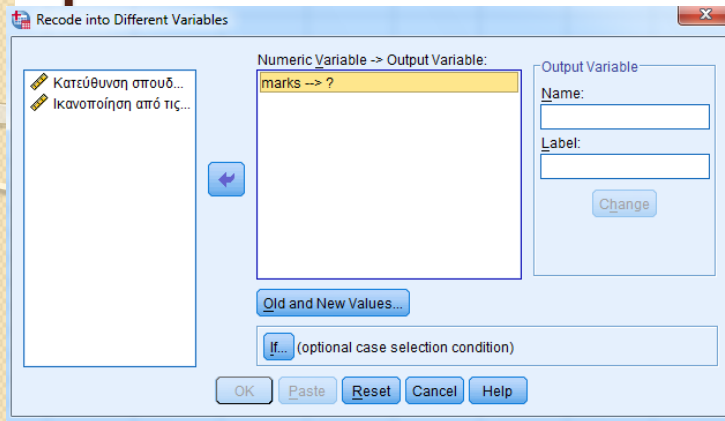 Recode into Different Variables
Κατεύθυνση σπουδ...
Ικανοποίηση από τις...
Numeric Variable -> Output Variable:
marks --> ?
Output Variable
Name:
Label:
Change
Old and New Values...
If... (optional case selection condition)
OK Paste Reset Cancel Help